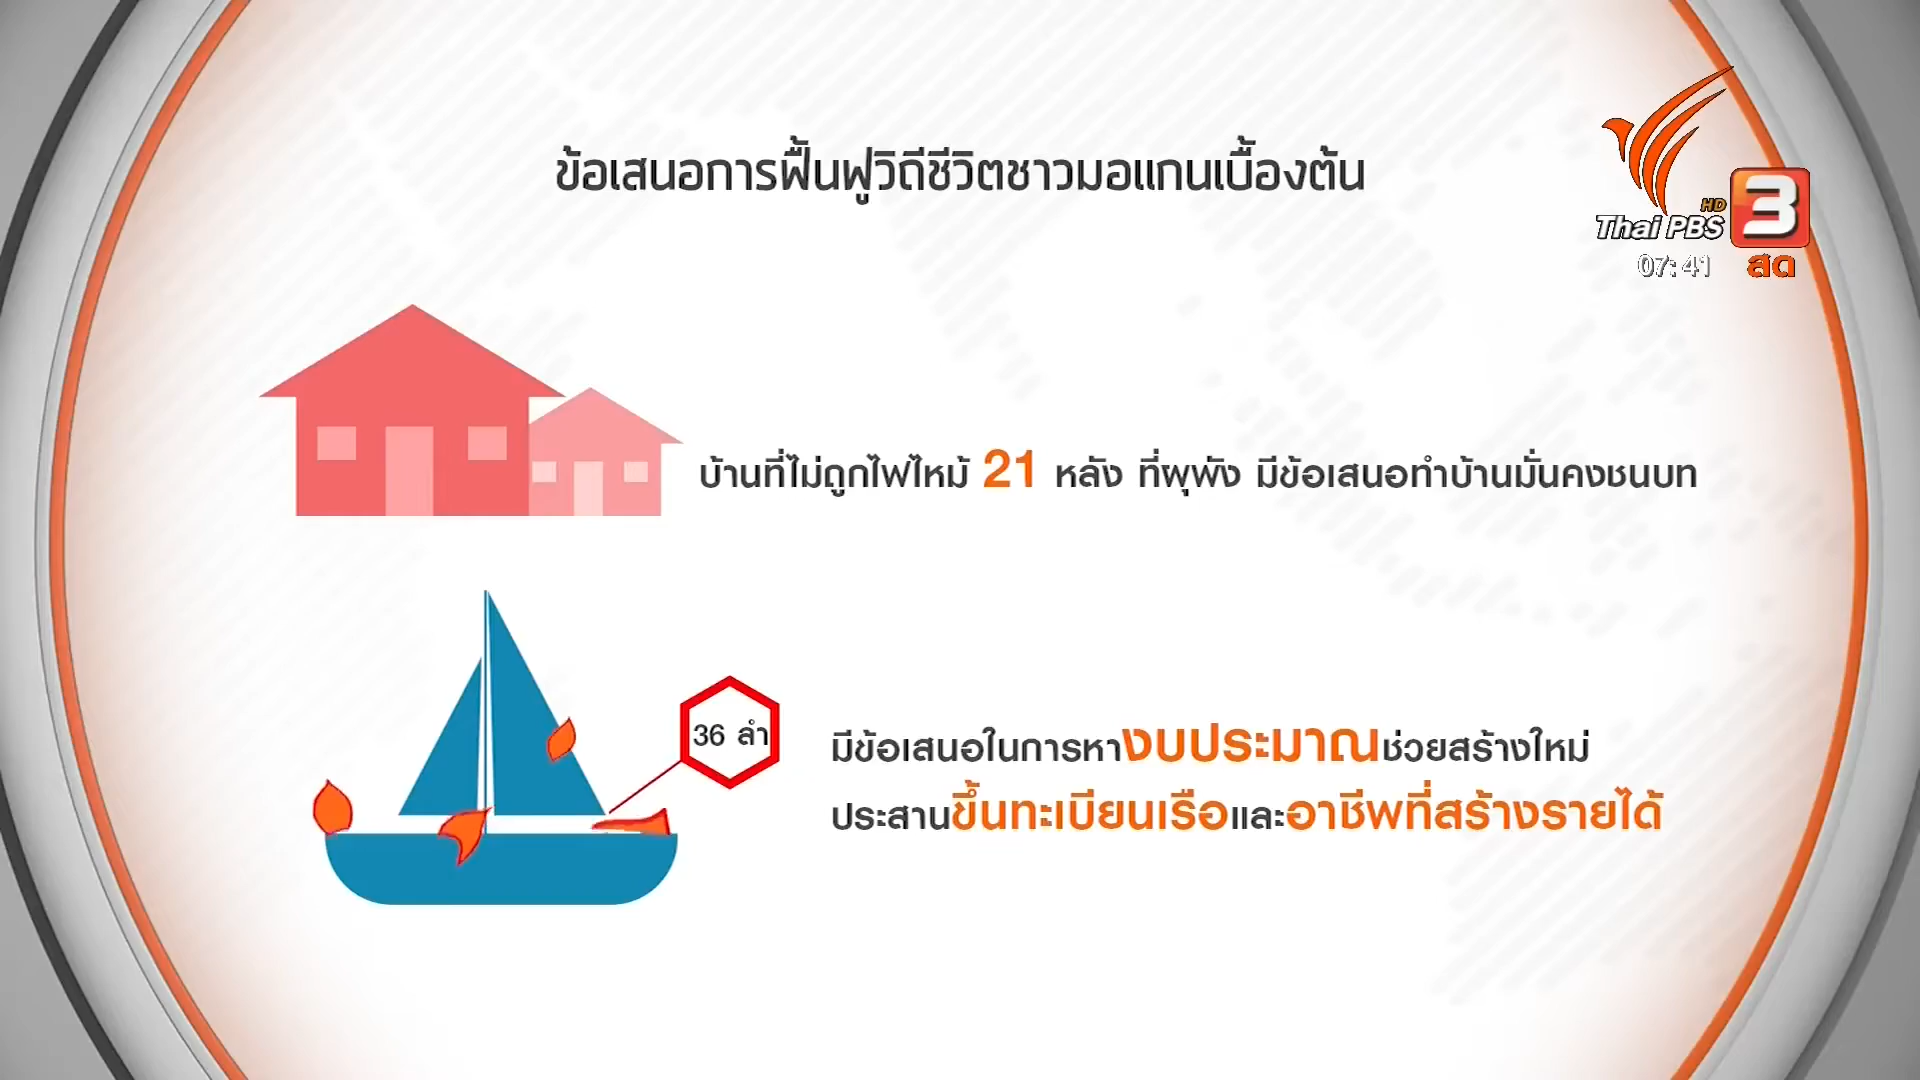 ข้อเสนอการฟื้นฟูวิถีชีวิตชาวมอแกนเบื้องต้น
HD
Thai PBS 3
07:41 สด
บ้านที่ไม่ถูกไฟไหม้ 21 หลัง ที่ผุพัง มีข้อเสนอทำบ้านมั่นคงชนบท
36 ลำ
มีข้อเสนอในการหางบประมาณช่วยสร้างใหม่
ประสานขึ้นทะเบียนเรือและอาชีพที่สร้างรายได้